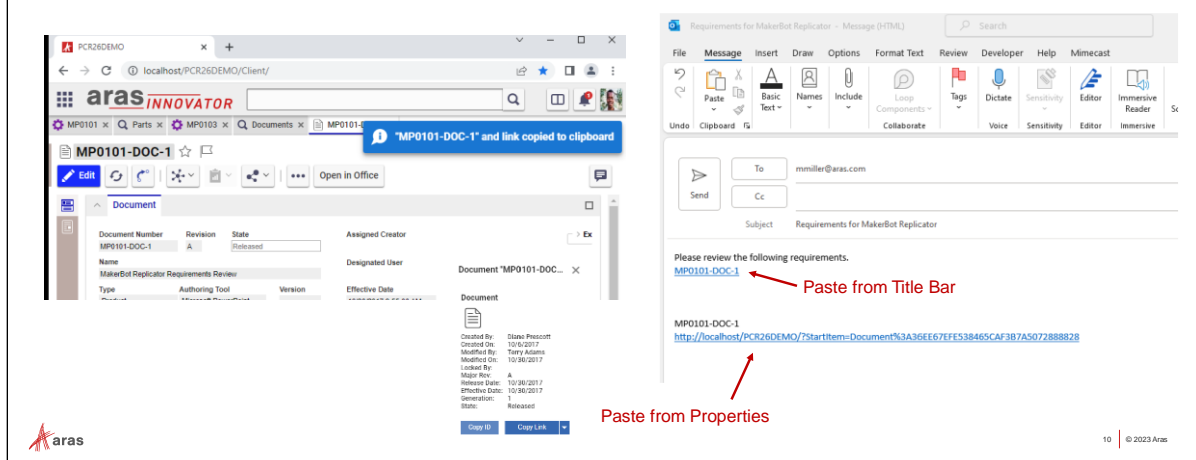 PCR26DEMO
localhost/PCR26DEMO/Client/
aras INNOVATOR
MP0101 × Parts × MP0103 × Documents × MP0101-
"MP0101-DOC-1" and link copied to clipboard
MP0101-DOC-1
Edit Open in Office
Document
Document Number Revision State Assigned Creator Ex
MP0101-DOC-1 A Released
Name Designated User
MakerBot Replicator Requirements Review
Type Authoring Tool Version Effective Date
Document "MP0101-DOC... ×
Document
Created By: Diane Prescott
Created On: 10/6/2017
Modified By: Terry Adams
Modified On: 10/30/2017
Locked By:
Major Rev: A
Release Date: 10/30/2017
Effective Date: 10/30/2017
Generation: 1
State: Released
Copy ID Copy Link
Requirements for MakerBot Replicator - Message (HTML) Search
File Message Insert Draw Options Format Text Review Developer Help Mimecast
Paste Basic Text Names Include Loop Components Tags Dictate Sensitivity Editor Immersive Reader
Undo Clipboard Collaborate Voice Sensitivity Editor Immersive
Send
To mmiller@aras.com
Cc
Subject Requirements for MakerBot Replicator
Please review the following requirements.
MP0101-DOC-1
Paste from Title Bar
MP0101-DOC-1
http://localhost/PCR26DEMO/?StartItem=Document%3A36EE67EFE538465CAF3B7A5072888828
Paste from Properties
aras
10 © 2023 Aras